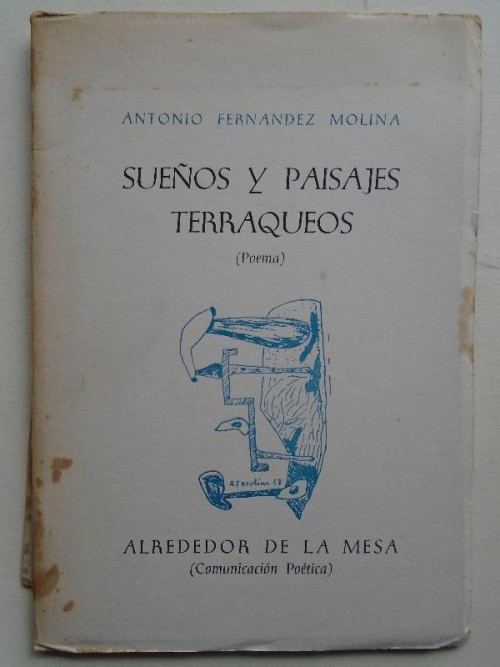 ANTONIO FERNANDEZ MOLINA
SUEÑOS Y PAISAJES
TERRAQUEOS
(Poema)
ALREDEDOR DE LA MESA
(Comunicación Poética)